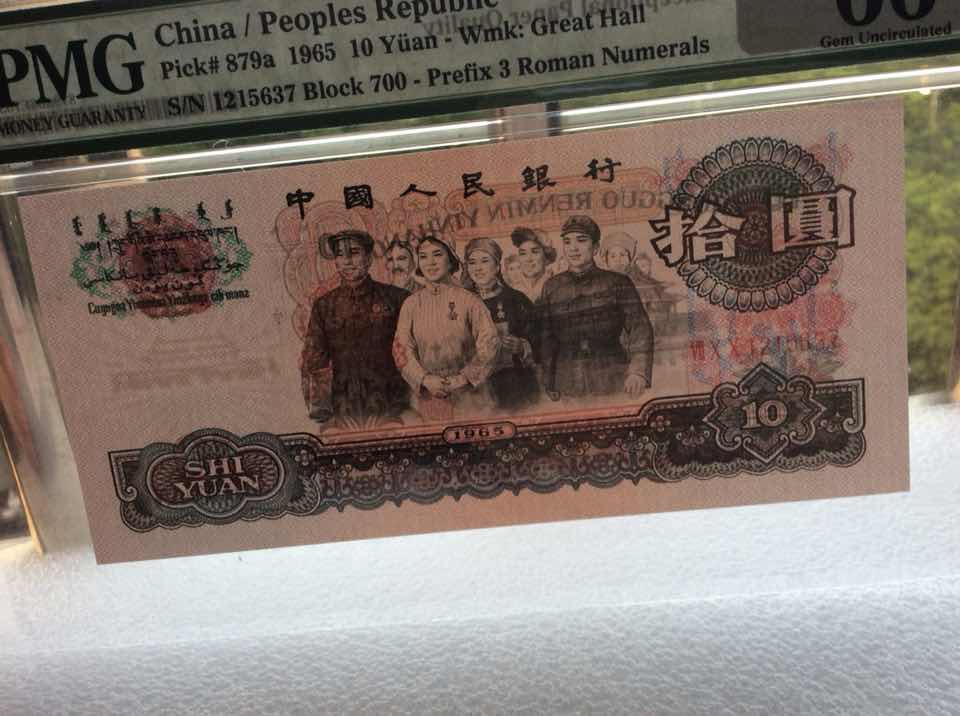 PMG
MONEY GUARANTY
China / Peoples Republic
Pick# 879a 1965 10 Yüan - Wmk: Great Hall
S/N 1215637 Block 700 - Prefix 3 Roman Numerals
Gem Uncirculated
中國人民銀行
拾圓
1965
SHI
YUAN
10